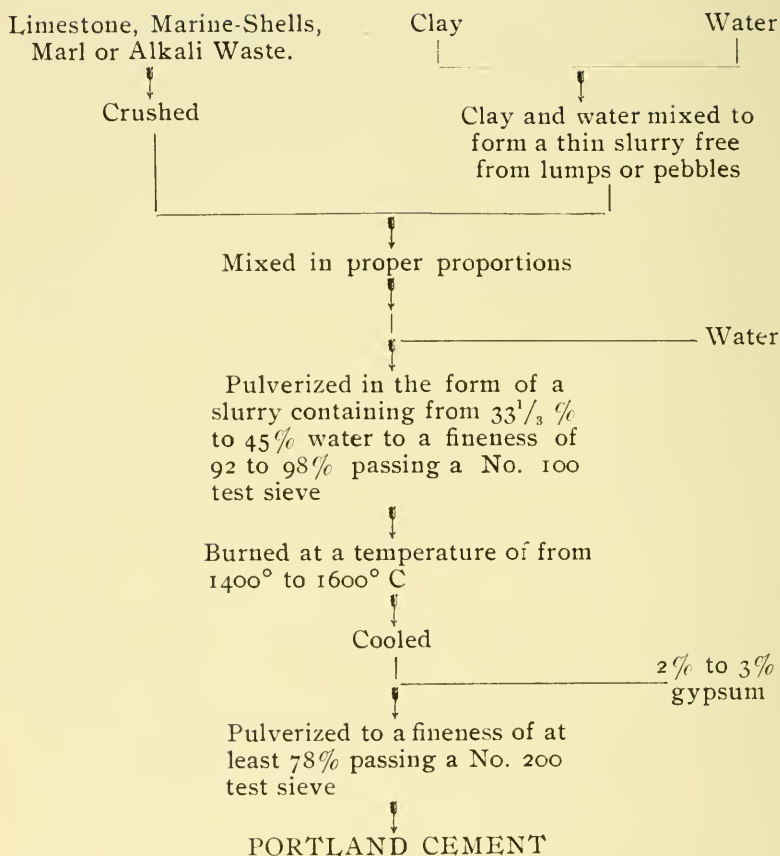 Limestone, Marine-Shells,
Marl or Alkali Waste.
Clay
Water
Crushed
Clay and water mixed to
form a thin slurry free
from lumps or pebbles
Mixed in proper proportions
Water
Pulverized in the form of a
slurry containing from 33 1/3 %
to 45% water to a fineness of
92 to 98% passing a No. 100
test sieve
Burned at a temperature of from
1400° to 1600° C
Cooled
2% to 3%
gypsum
Pulverized to a fineness of at
least 78% passing a No. 200
test sieve
PORTLAND CEMENT